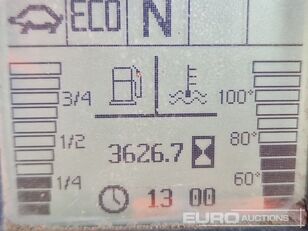 ECO N
3/4 100°
1/2 80°
3626.7
1/4 60°
13 00
EURO AUCTIONS